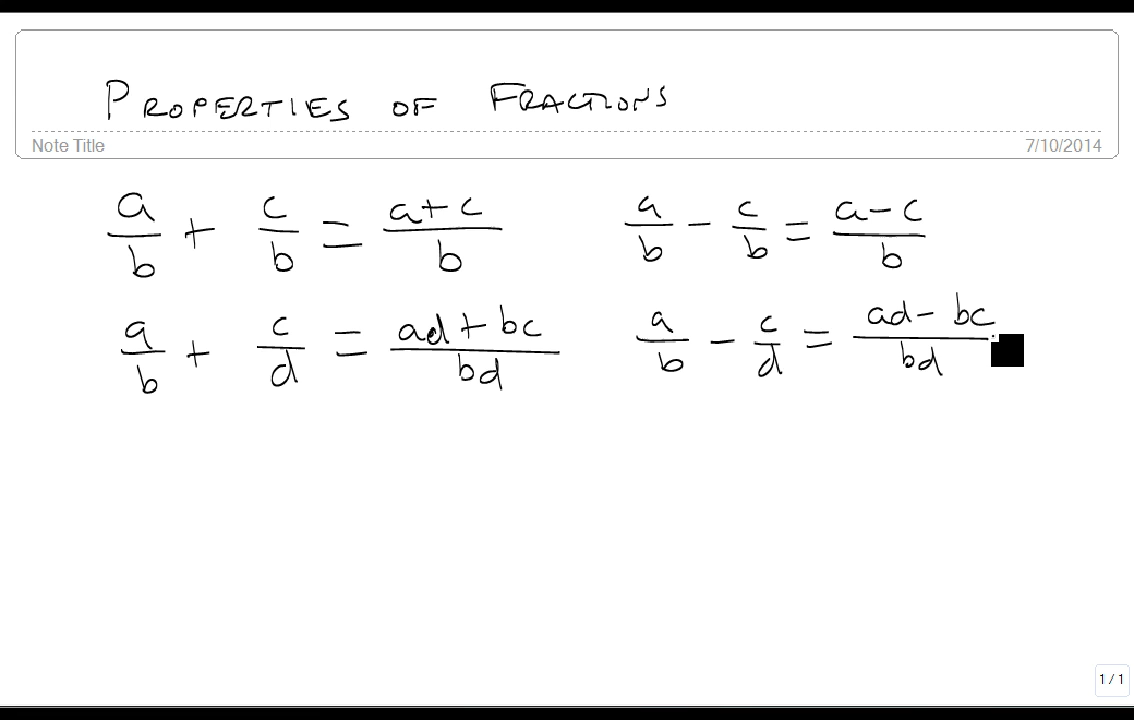 PROPERTIES OF FRACTIONS
Note Title 7/10/2014
a/b + c/b = a+c/b a/b - c/b = a-c/b
a/b + c/d = ad+bc/bd a/b - c/d = ad-bc/bd
1 / 1